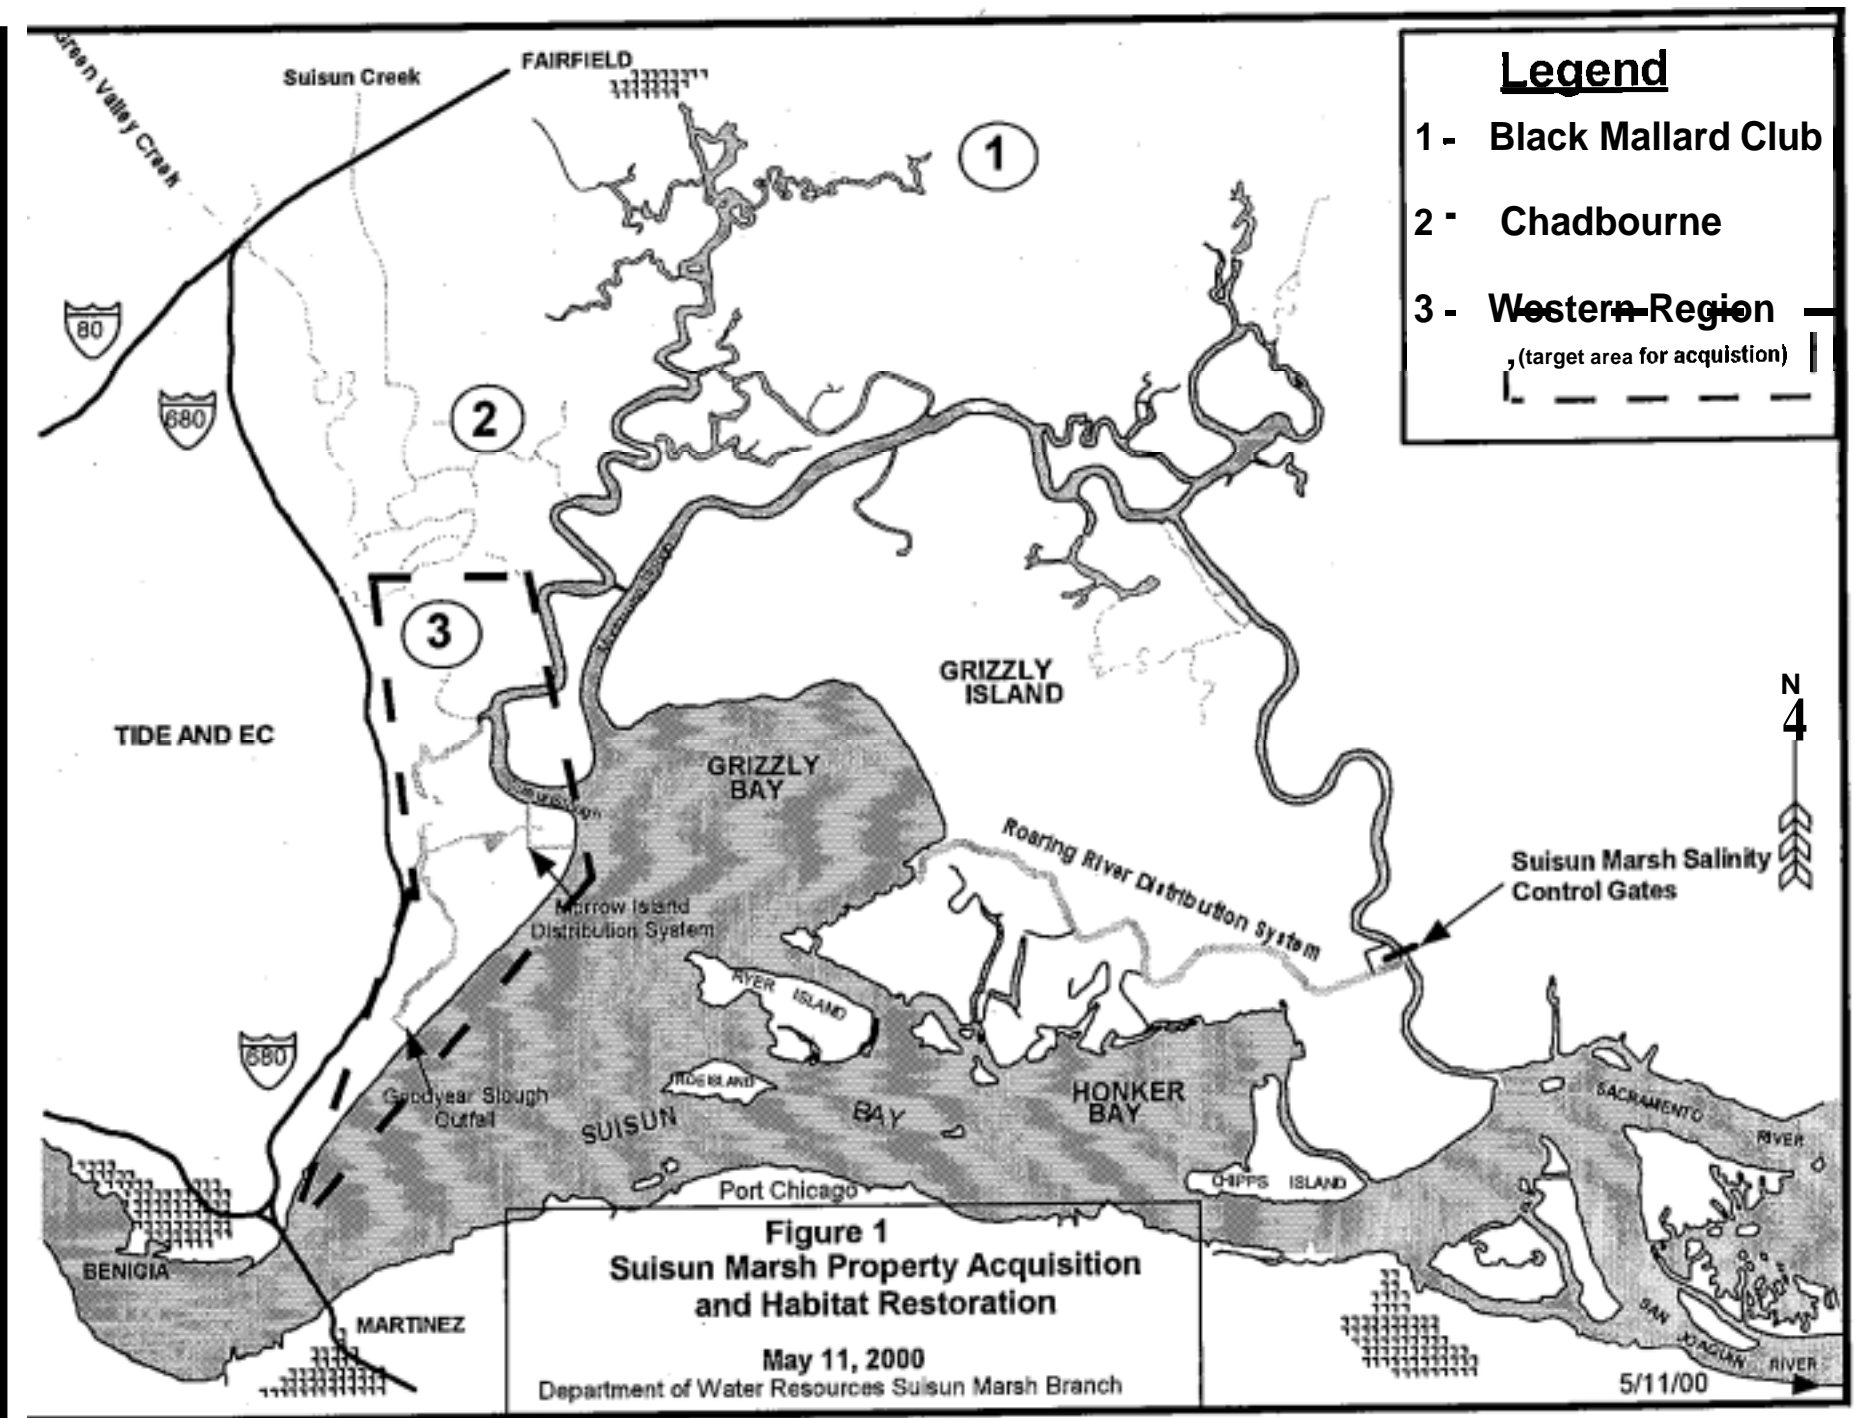 Green Valley Creek
Suisun Creek
FAIRFIELD
1
Legend
1 - Black Mallard Club
2 - Chadbourne
3 - Western Region
(target area for acquistion)
80
680
2
3
GRIZZLY
ISLAND
N
4
TIDE AND EC
GRIZZLY
BAY
Roaring River Distribution System
Suisun Marsh Salinity
Control Gates
Morrow Island
Distribution System
RYER ISLAND
680
Goodyear Slough
Outfall
ROE ISLAND
SUISUN BAY
HONKER
BAY
SACRAMENTO RIVER
CHIPPS ISLAND
Port Chicago
BENICIA
MARTINEZ
Figure 1
Suisun Marsh Property Acquisition
and Habitat Restoration
May 11, 2000
Department of Water Resources Suisun Marsh Branch
SAN JOAQUIN RIVER
5/11/00